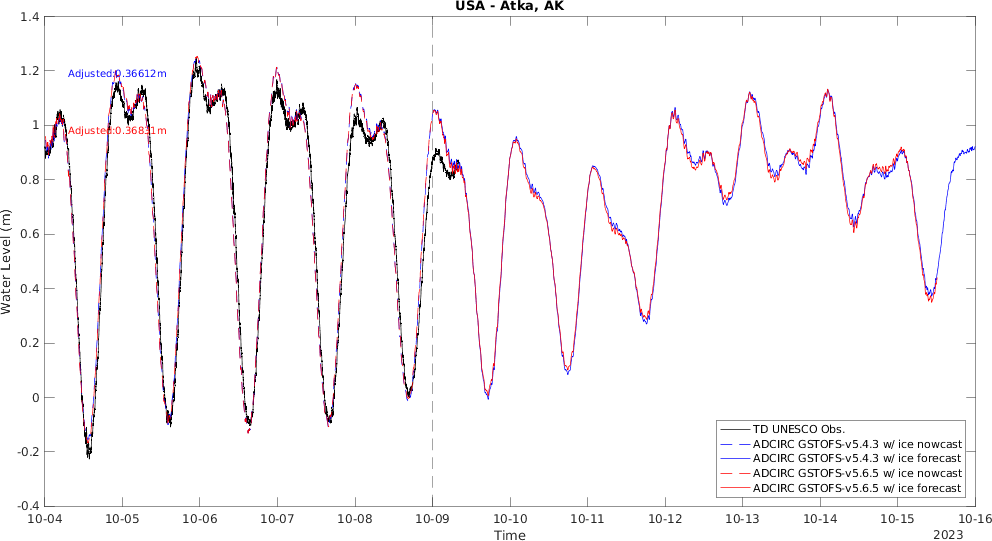 USA - Atka, AK
1.4
1.2
1
0.8
0.6
0.4
0.2
0
-0.2
-0.4
Water Level (m)
Adjusted:0.36612m
Adjusted:0.36831m
10-04 10-05 10-06 10-07 10-08 10-09 10-10 10-11 10-12 10-13 10-14 10-15 10-16
Time
2023
TD UNESCO Obs.
ADCIRC GSTOFS-v5.4.3 w/ ice nowcast
ADCIRC GSTOFS-v5.4.3 w/ ice forecast
ADCIRC GSTOFS-v5.6.5 w/ ice nowcast
ADCIRC GSTOFS-v5.6.5 w/ ice forecast